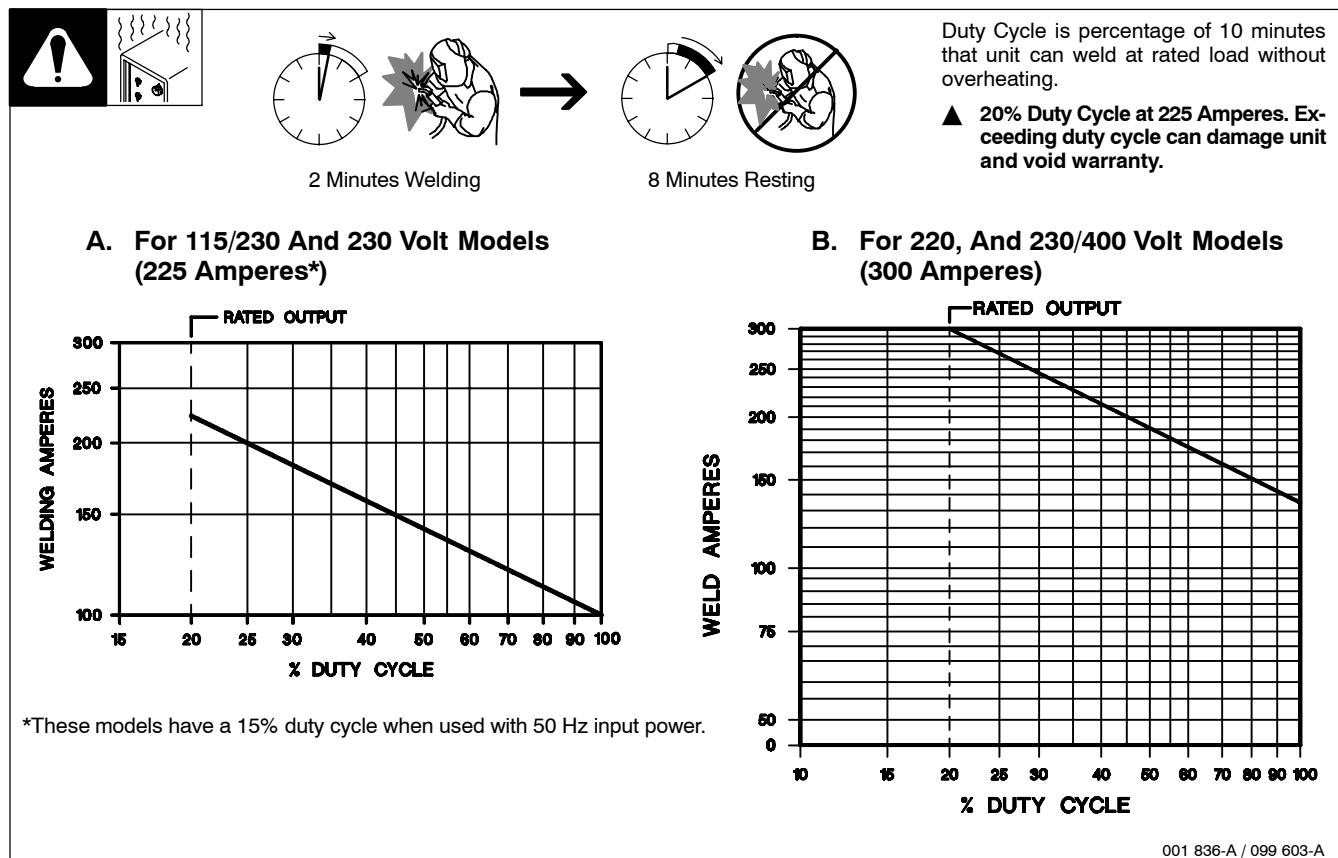 Duty Cycle is percentage of 10 minutes
that unit can weld at rated load without
overheating.
▲ 20% Duty Cycle at 225 Amperes. Ex-
ceeding duty cycle can damage unit
and void warranty.
2 Minutes Welding
8 Minutes Resting
A. For 115/230 And 230 Volt Models
(225 Amperes*)
RATED OUTPUT
300
250
200
150
100
WELDING AMPERES
15 20 25 30 40 50 60 70 80 90 100
% DUTY CYCLE
*These models have a 15% duty cycle when used with 50 Hz input power.
B. For 220, And 230/400 Volt Models
(300 Amperes)
RATED OUTPUT
300
250
200
150
100
75
50
0
WELD AMPERES
10 15 20 25 30 40 50 60 70 80 90 100
% DUTY CYCLE
001 836-A / 099 603-A